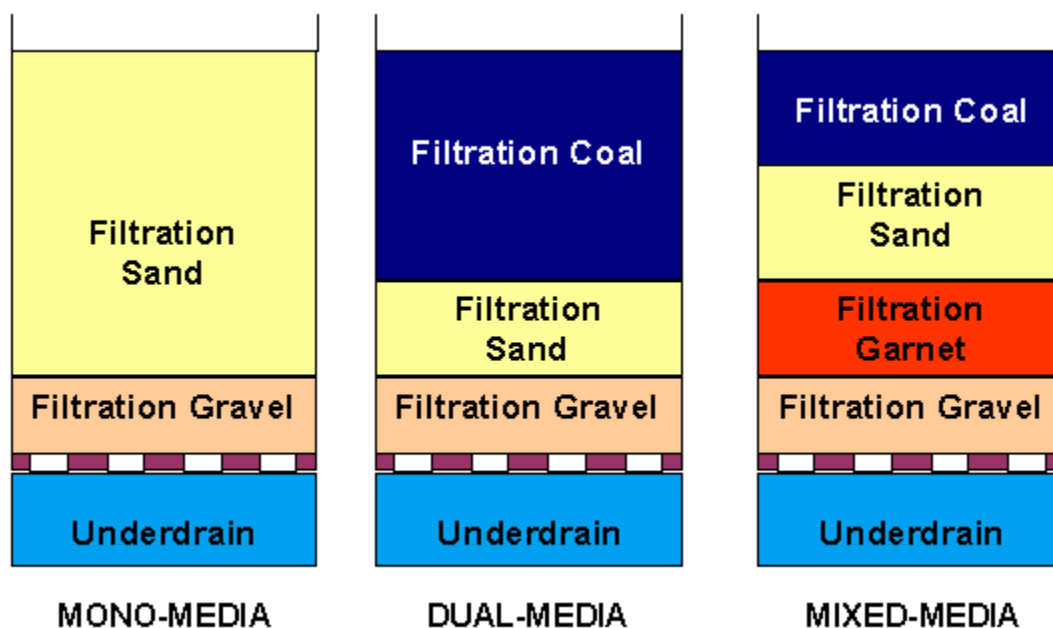 Filtration
Sand
Filtration Gravel
Underdrain
MONO-MEDIA
Filtration Coal
Filtration
Sand
Filtration Gravel
Underdrain
DUAL-MEDIA
Filtration Coal
Filtration
Sand
Filtration
Garnet
Filtration Gravel
Underdrain
MIXED-MEDIA